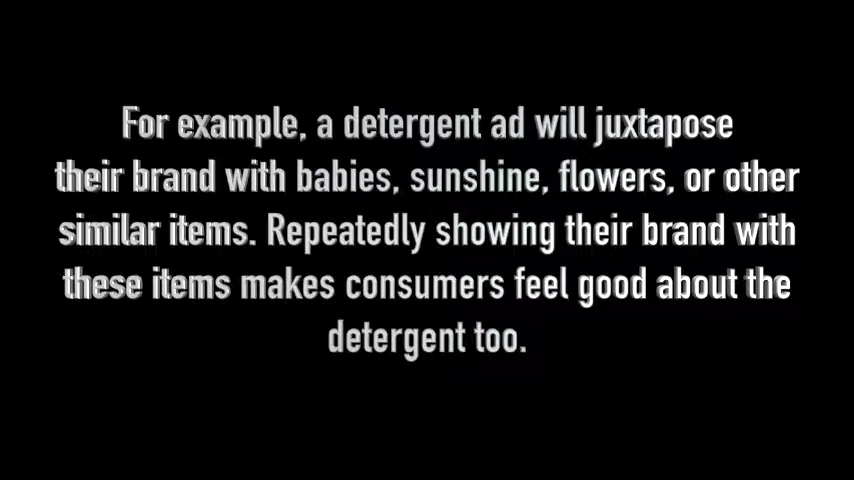 For example, a detergent ad will juxtapose
their brand with babies, sunshine, flowers, or other
similar items. Repeatedly showing their brand with
these items makes consumers feel good about the
detergent too.